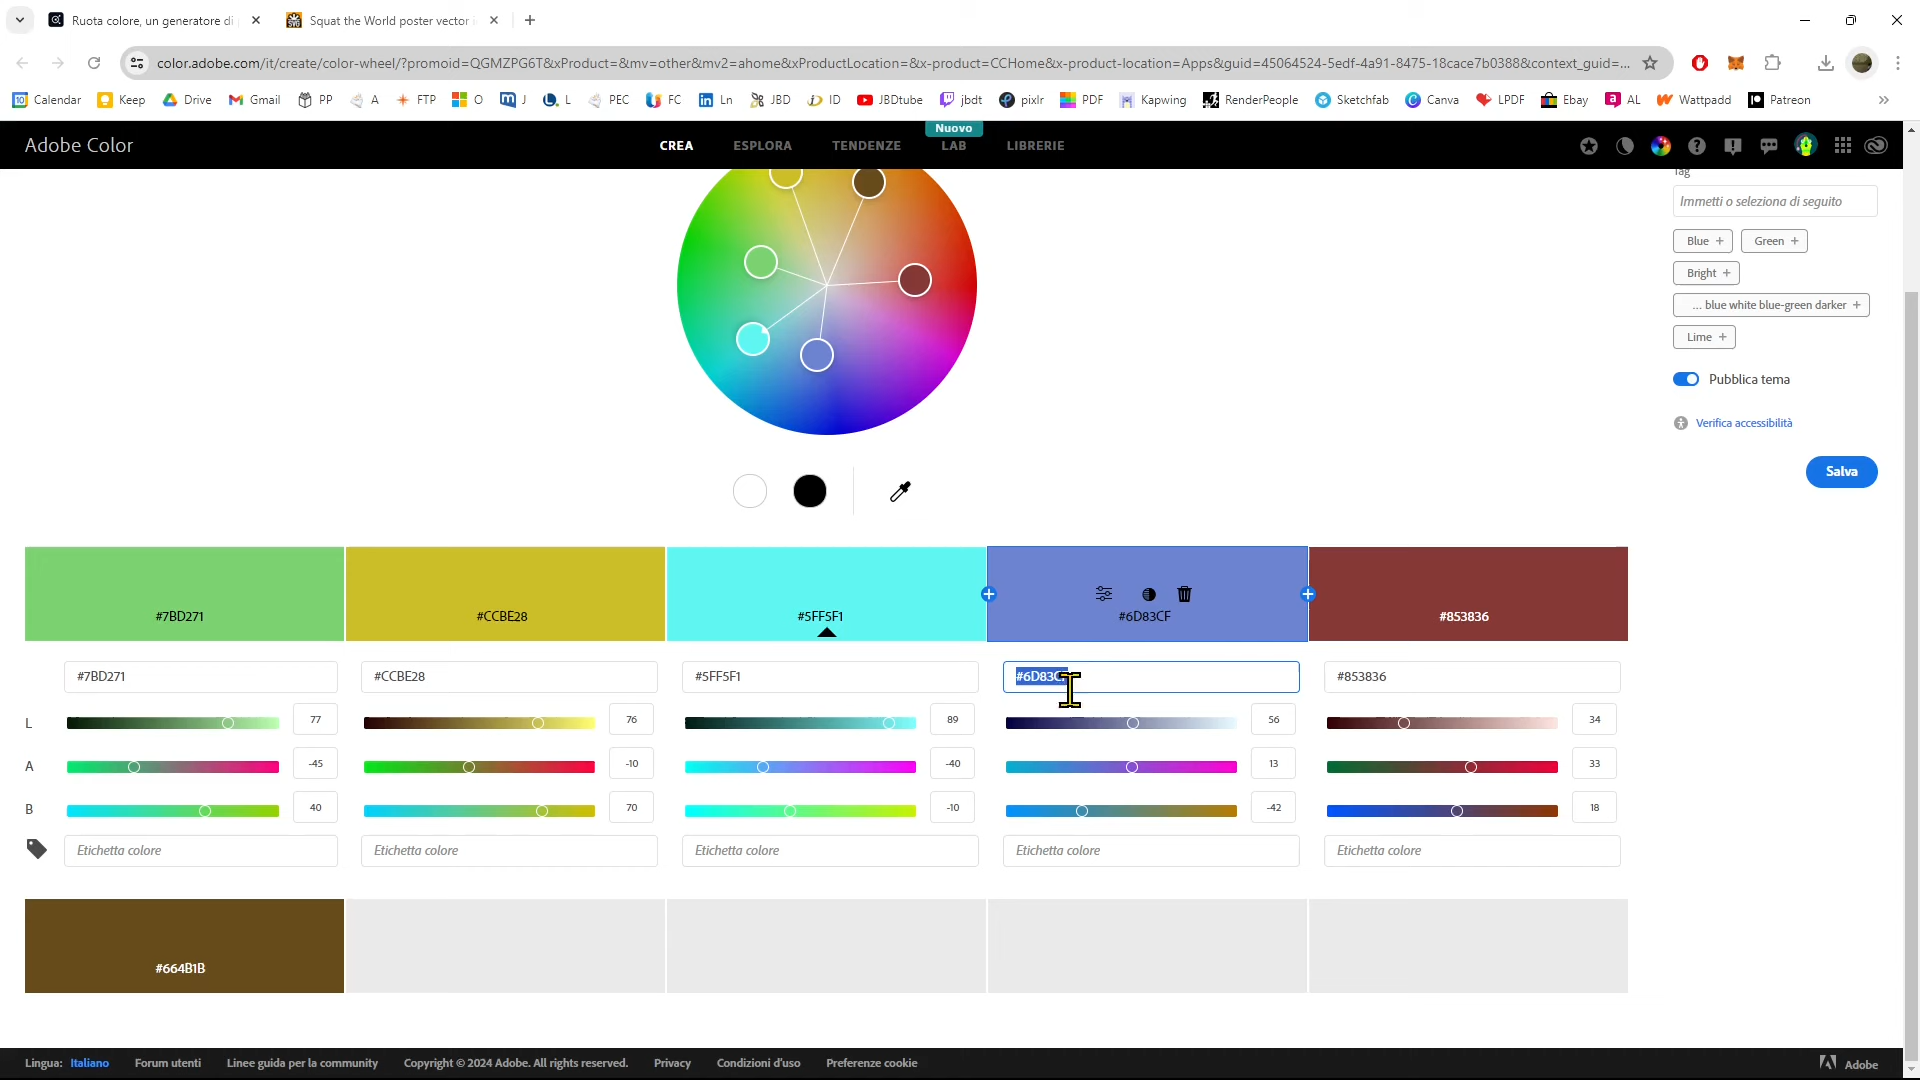 Ruota colore, un generatore di
Squat the World poster vector i
color.adobe.com/it/create/color-wheel/?promoid=QGMZPG6T&xProduct=&mv=other&mv2=ahome&xProductLocation=&x-product=CCHome&x-product-location=Apps&guid=45064524-5edf-4a91-8475-18cace7b0388&context_guid=...
Calendar Keep Drive Gmail PP A FTP O J L PEC FC Ln JBD ID JBDtube jbdt pixlr PDF Kapwing RenderPeople Sketchfab Canva LPDF Ebay AL Wattpadd Patreon
Nuovo
Adobe Color CREA ESPLORA TENDENZE LAB LIBRERIE
Tag
Immetti o seleziona di seguito
Blue + Green +
Bright +
... blue white blue-green darker +
Lime +
Pubblica tema
Verifica accessibilità
Salva
#7BD271 #CCBE28 #5FF5F1 #6D83CF #853836
#7BD271 #CCBE28 #5FF5F1 #6D83CF #853836
L 77 76 89 56 34
A -45 -10 -40 13 33
B 40 70 -10 -42 18
Etichetta colore Etichetta colore Etichetta colore Etichetta colore Etichetta colore
#664B1B
Lingua: Italiano Forum utenti Linee guida per la community Copyright © 2024 Adobe. All rights reserved. Privacy Condizioni d'uso Preferenze cookie Adobe